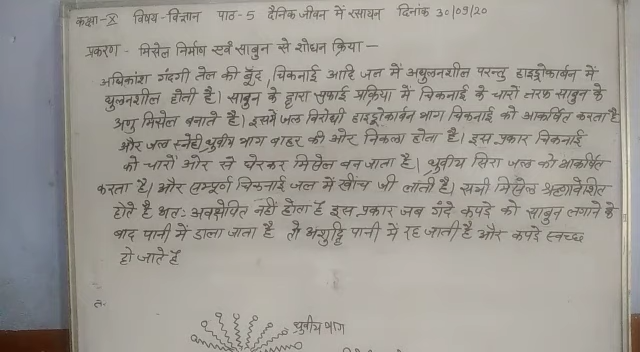 कक्षा-X विषय-विज्ञान पाठ-5 दैनिक जीवन में रसायन दिनांक 30/09/20
प्रकरण - मिसेल निर्माण एवं साबुन से शोधन क्रिया —
अधिकांश गंदगी तेल की बूँद, चिकनाई आदि जल में अघुलनशील परन्तु हाइड्रोकार्बन में
घुलनशील होती है। साबुन के द्वारा सफाई प्रक्रिया में चिकनाई के चारों तरफ साबुन के
अणु मिसेल बनाते है। इसमें जल विरोधी हाइड्रोकार्बन भाग चिकनाई को आकर्षित करता है
और जल स्नेही ध्रुवीय भाग बाहर की ओर निकला होता है। इस प्रकार चिकनाई
को चारों ओर से घेरकर मिसेल बन जाता है। ध्रुवीय सिरा जल को आकर्षित
करता है। और सम्पूर्ण चिकनाई जल में खींच ली जाती है। सभी मिसेल ऋणावेशित
होते है अतः अवक्षेपित नहीं होता है इस प्रकार जब गंदे कपड़े को साबुन लगाने के
बाद पानी में डाला जाता है तो अशुद्धि पानी में रह जाती है और कपड़े स्वच्छ
हो जाते है
ध्रुवीय भाग